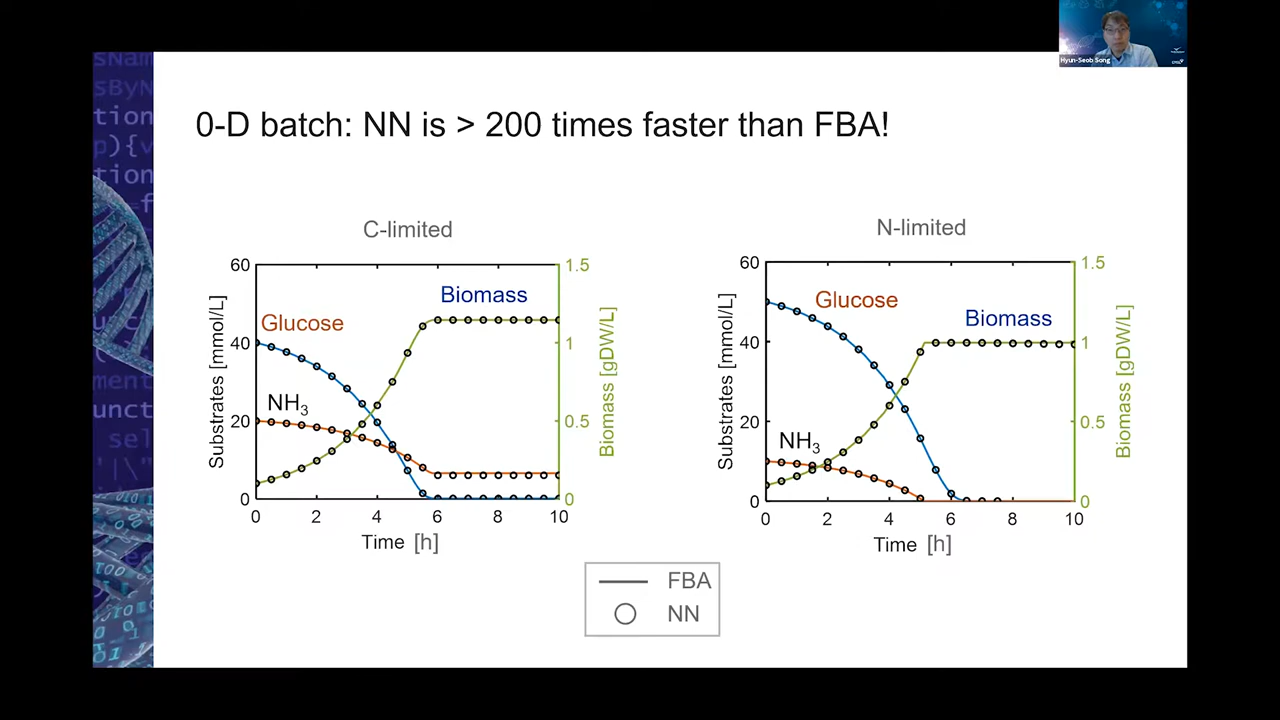 Hyun-Seob Song
0-D batch: NN is > 200 times faster than FBA!
C-limited
60
40
20
0
Substrates [mmol/L]
1.5
1
0.5
0
Biomass [gDW/L]
Glucose
Biomass
NH3
0 2 4 6 8 10
Time [h]
N-limited
60
40
20
0
Substrates [mmol/L]
1.5
1
0.5
0
Biomass [gDW/L]
Glucose
Biomass
NH3
0 2 4 6 8 10
Time [h]
FBA
NN